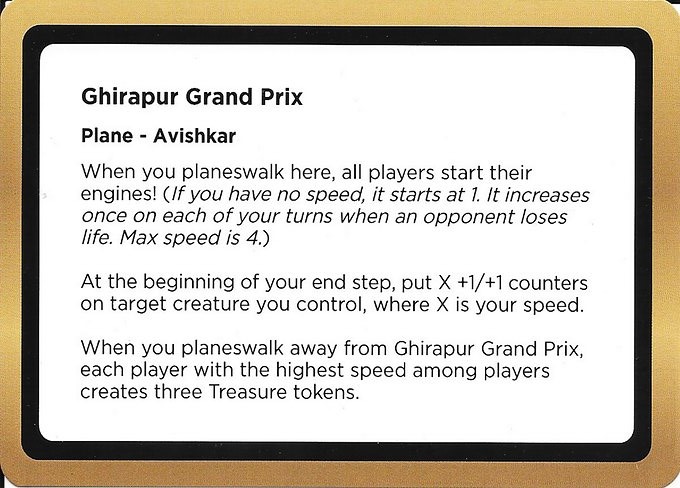 Ghirapur Grand Prix
Plane - Avishkar
When you planeswalk here, all players start their
engines! (If you have no speed, it starts at 1. It increases
once on each of your turns when an opponent loses
life. Max speed is 4.)
At the beginning of your end step, put X +1/+1 counters
on target creature you control, where X is your speed.
When you planeswalk away from Ghirapur Grand Prix,
each player with the highest speed among players
creates three Treasure tokens.